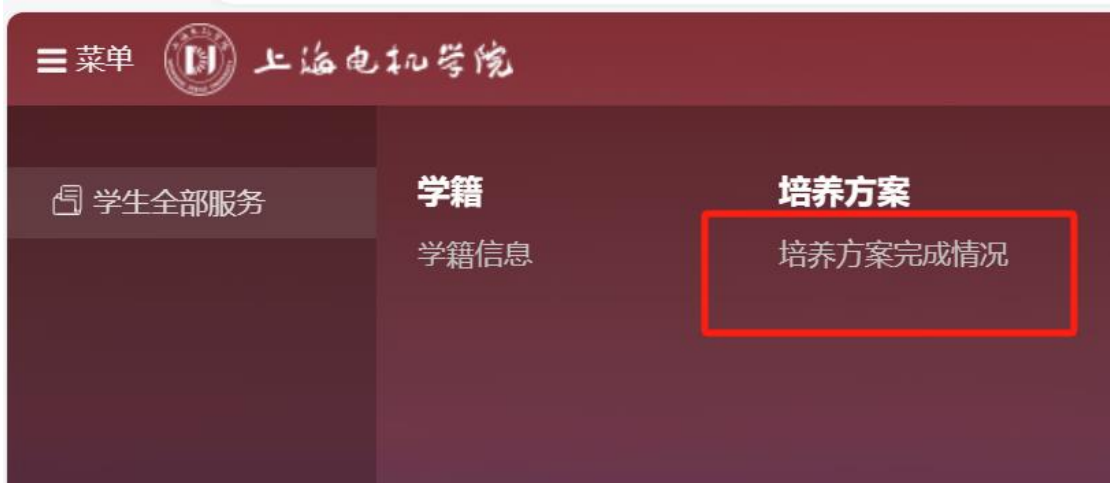 菜单 上海电机学院
学生全部服务
学籍
培养方案
学籍信息
培养方案完成情况